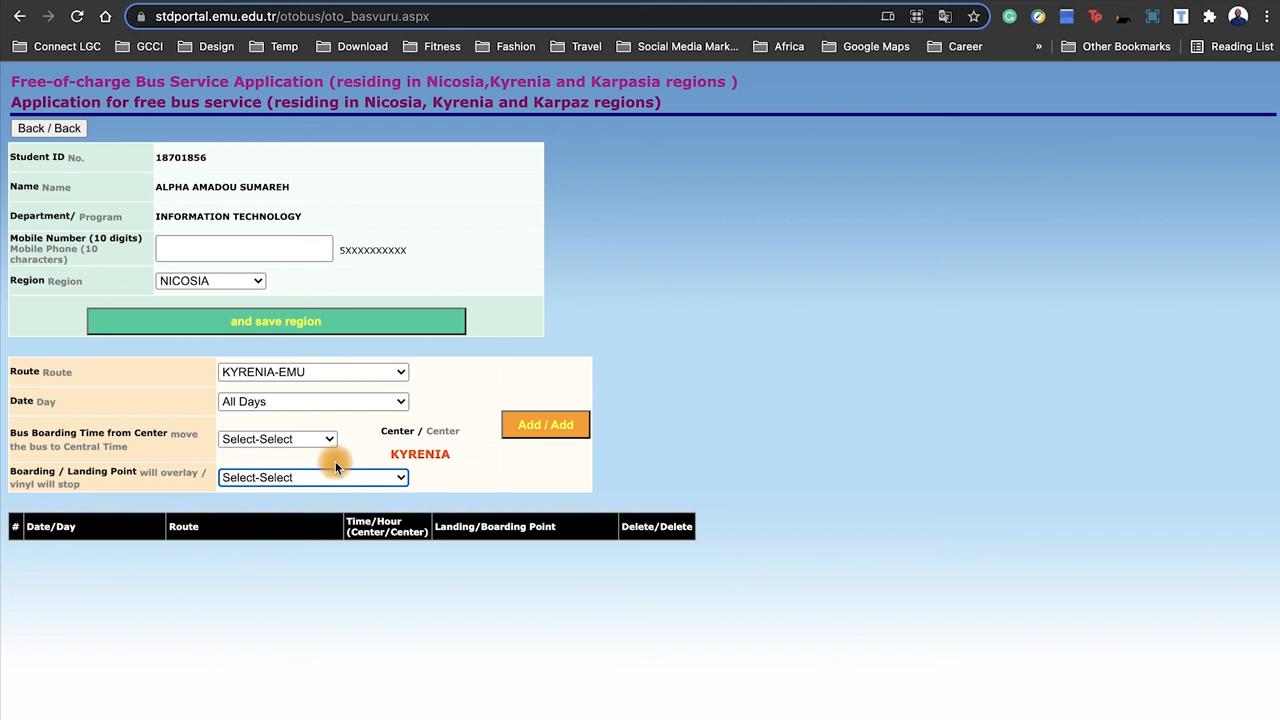 stdportal.emu.edu.tr/otobus/oto_basvuru.aspx
Connect LGC GCCI Design Temp Download Fitness Fashion Travel Social Media Mark... Africa Google Maps Career » Other Bookmarks Reading List
Free-of-charge Bus Service Application (residing in Nicosia,Kyrenia and Karpasia regions )
Application for free bus service (residing in Nicosia, Kyrenia and Karpaz regions)
Back / Back
Student ID No. 18701856
Name Name ALPHA AMADOU SUMAREH
Department/ Program INFORMATION TECHNOLOGY
Mobile Number (10 digits)
Mobile Phone (10
characters)
5XXXXXXXXXX
Region Region NICOSIA
and save region
Route Route KYRENIA-EMU
Date Day All Days
Bus Boarding Time from Center move
the bus to Central Time
Select-Select
Center / Center
KYRENIA
Add / Add
Boarding / Landing Point will overlay /
vinyl will stop
Select-Select
# Date/Day Route Time/Hour
(Center/Center) Landing/Boarding Point Delete/Delete